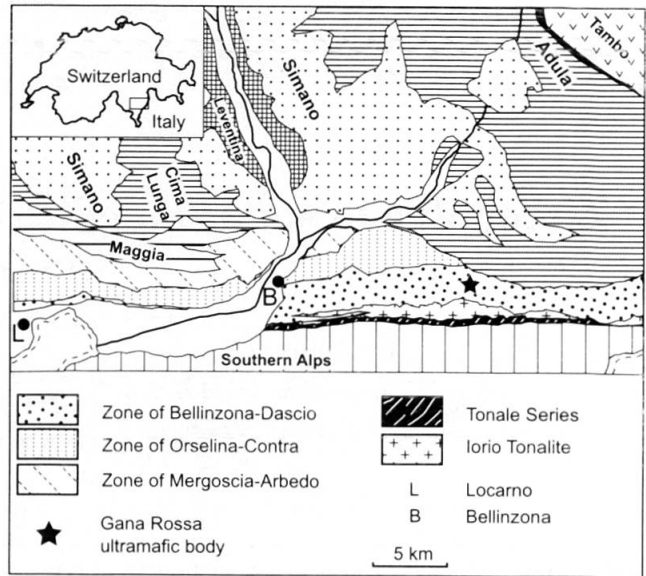 Switzerland
Italy
Leventina
Simano
Adula
Tambo
Simano
Cima
Lunga
Maggia
B
L
Southern Alps
Zone of Bellinzona-Dascio
Zone of Orselina-Contra
Zone of Mergoscia-Arbedo
Gana Rossa
ultramafic body
Tonale Series
Iorio Tonalite
L Locarno
B Bellinzona
5 km